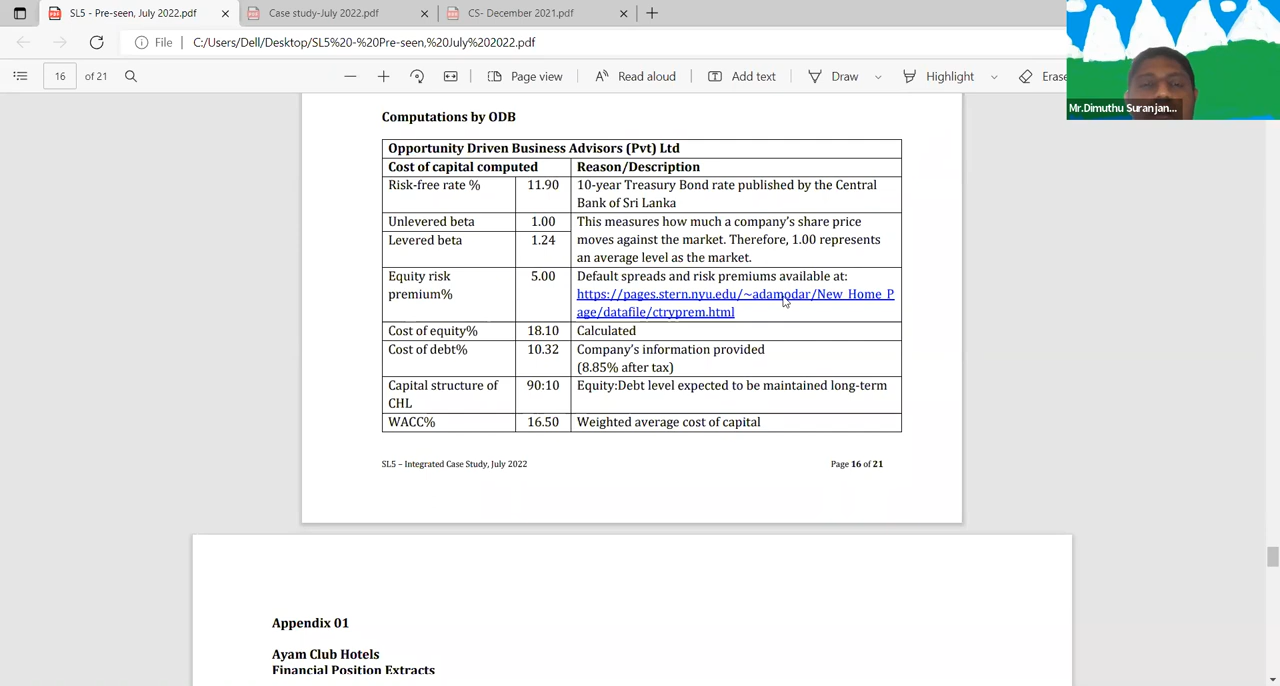 SL5 - Pre-seen, July 2022.pdf
Case study-July 2022.pdf
CS- December 2021.pdf
File | C:/Users/Dell/Desktop/SL5%20-%20Pre-seen,%20July%202022.pdf
16 of 21
Page view
Read aloud
Add text
Draw
Highlight
Erase
Mr.Dimuthu Suranjan...
Computations by ODB
Opportunity Driven Business Advisors (Pvt) Ltd
Cost of capital computed Reason/Description
Risk-free rate % 11.90 10-year Treasury Bond rate published by the Central
Bank of Sri Lanka
Unlevered beta 1.00 This measures how much a company's share price
Levered beta 1.24 moves against the market. Therefore, 1.00 represents
an average level as the market.
Equity risk 5.00 Default spreads and risk premiums available at:
premium% https://pages.stern.nyu.edu/~adamodar/New_Home_P
age/datafile/ctryprem.html
Cost of equity% 18.10 Calculated
Cost of debt% 10.32 Company's information provided
(8.85% after tax)
Capital structure of 90:10 Equity:Debt level expected to be maintained long-term
CHL
WACC% 16.50 Weighted average cost of capital
SL5 – Integrated Case Study, July 2022 Page 16 of 21
Appendix 01
Ayam Club Hotels
Financial Position Extracts